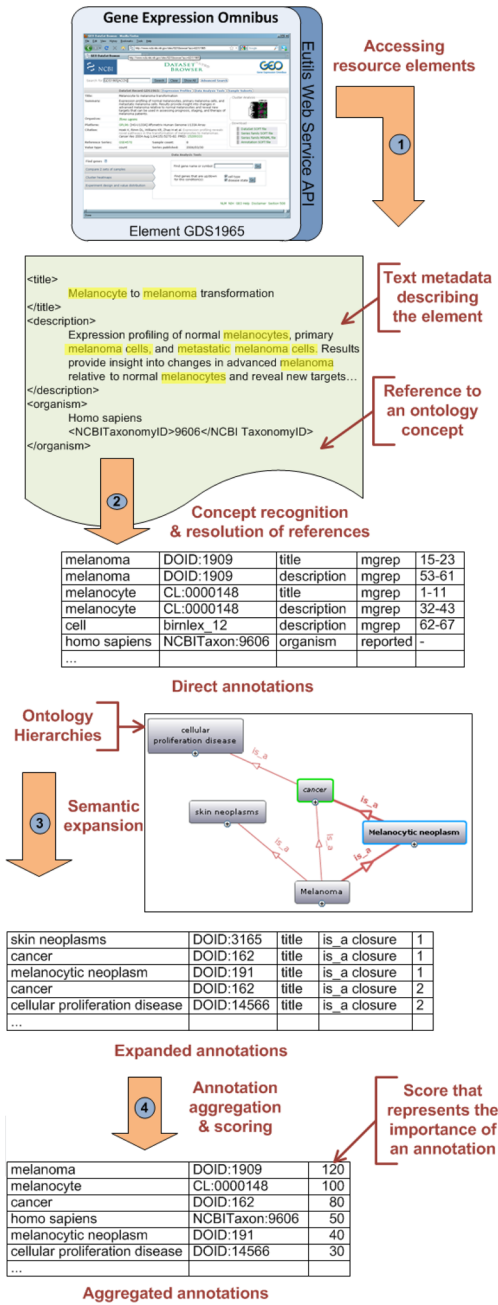 Gene Expression Omnibus
Eutils Web Service API
NCBI
DATASET
BROWSER
GEO
Element GDS1965
Accessing
resource elements
1
<title>
Melanocyte to melanoma transformation
</title>
<description>
Expression profiling of normal melanocytes, primary
melanoma cells, and metastatic melanoma cells. Results
provide insight into changes in advanced melanoma
relative to normal melanocytes and reveal new targets…
</description>
<organism>
Homo sapiens
<NCBITaxonomyID>9606</NCBI TaxonomyID>
</organism>
Text metadata
describing
the element
Reference to
an ontology
concept
2
Concept recognition
& resolution of references
melanoma DOID:1909 title mgrep 15-23
melanoma DOID:1909 description mgrep 53-61
melanocyte CL:0000148 title mgrep 1-11
melanocyte CL:0000148 description mgrep 32-43
cell birnlex_12 description mgrep 62-67
homo sapiens NCBITaxon:9606 organism reported -
...
Direct annotations
Ontology
Hierarchies
3
Semantic
expansion
cellular
proliferation disease
is_a
cancer
is_a
skin neoplasms
Melanocytic neoplasm
is_a
is_a
is_a
Melanoma
skin neoplasms DOID:3165 title is_a closure 1
cancer DOID:162 title is_a closure 1
melanocytic neoplasm DOID:191 title is_a closure 1
cancer DOID:162 title is_a closure 2
cellular proliferation disease DOID:14566 title is_a closure 2
...
Expanded annotations
4
Annotation
aggregation
& scoring
Score that
represents the
importance of
an annotation
melanoma DOID:1909 120
melanocyte CL:0000148 100
cancer DOID:162 80
homo sapiens NCBITaxon:9606 50
melanocytic neoplasm DOID:191 40
cellular proliferation disease DOID:14566 30
...
Aggregated annotations